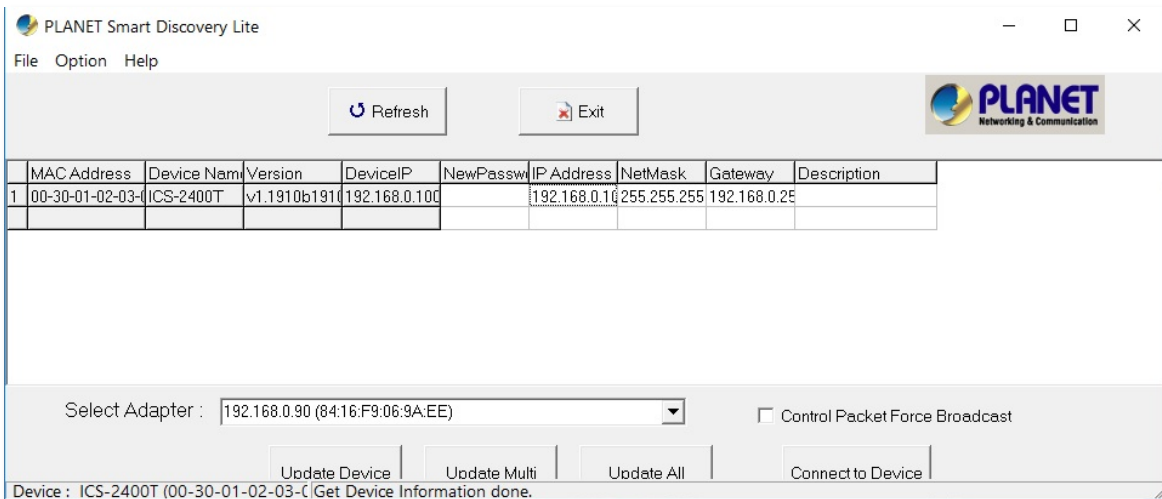 PLANET Smart Discovery Lite
File Option Help
Refresh Exit
PLANET
Networking & Communication
MAC Address Device Nam Version DeviceIP NewPassw IP Address NetMask Gateway Description
1 00-30-01-02-03-0 ICS-2400T v1.1910b1910 192.168.0.100 192.168.0.10 255.255.255 192.168.0.25
Select Adapter : 192.168.0.90 (84:16:F9:06:9A:EE) Control Packet Force Broadcast
Update Device Update Multi Update All Connect to Device
Device : ICS-2400T (00-30-01-02-03-0 Get Device Information done.